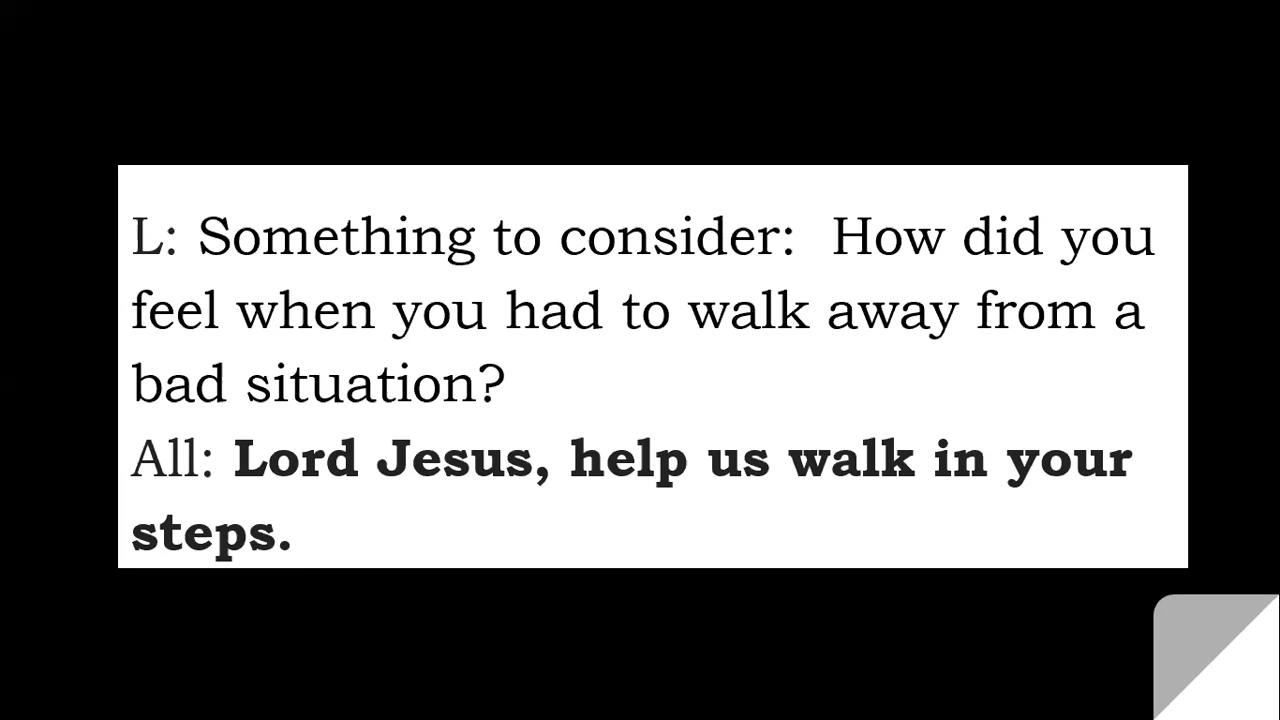 L: Something to consider:  How did you
feel when you had to walk away from a
bad situation?
All: Lord Jesus, help us walk in your
steps.